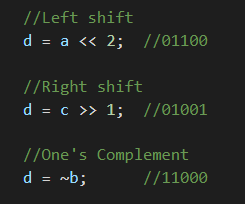 //Left shift
d = a << 2;  //01100
//Right shift
d = c >> 1;  //01001
//One's Complement
d = ~b;      //11000